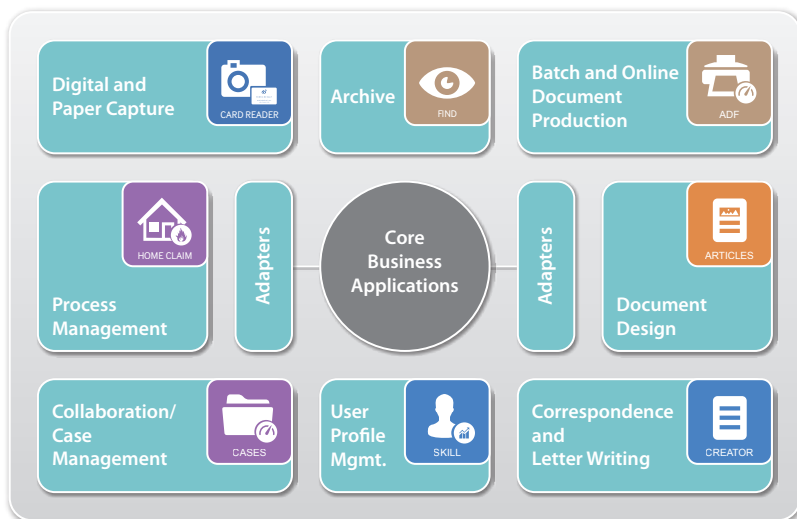 Digital and
Paper Capture
CARD READER
Archive
FIND
Batch and Online
Document
Production
ADF
HOME CLAIM
Process
Management
Adapters
Core
Business
Applications
Adapters
ARTICLES
Document
Design
Collaboration/
Case
Management
CASES
User
Profile
Mgmt.
SKILL
Correspondence
and
Letter Writing
CREATOR